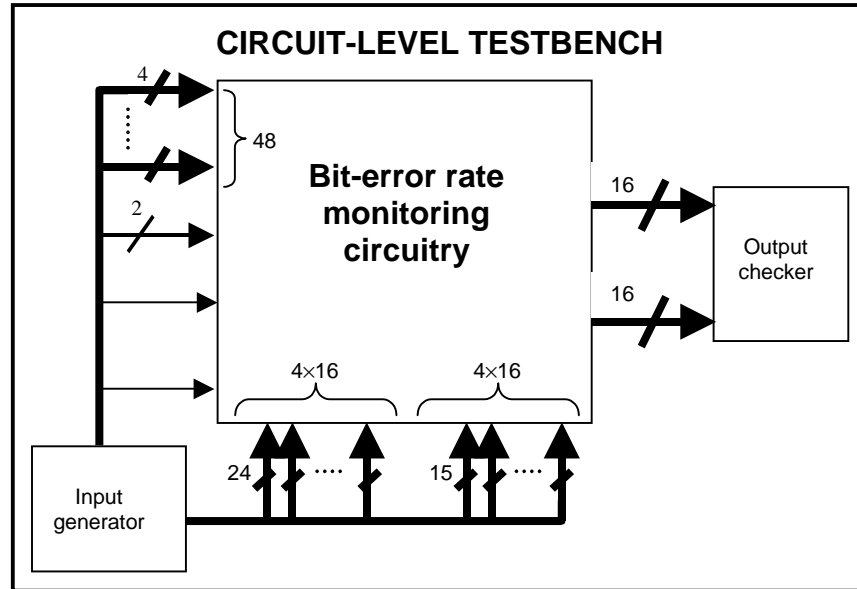 CIRCUIT-LEVEL TESTBENCH
4
48
2
Bit-error rate
monitoring
circuitry
16
16
Output
checker
4×16
4×16
24
15
Input
generator